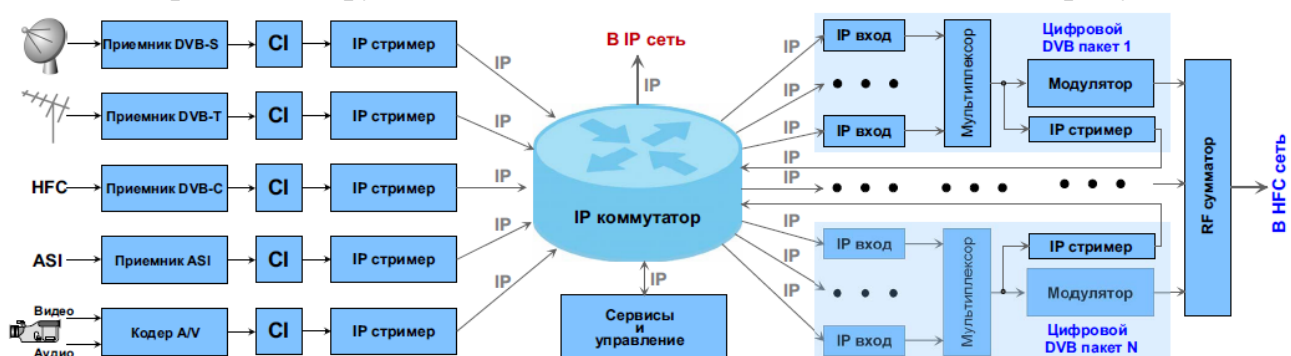 Приемник DVB-S
CI
IP стример
IP
Приемник DVB-T
CI
IP стример
IP
HFC
Приемник DVB-C
CI
IP стример
IP
ASI
Приемник ASI
CI
IP стример
IP
Видео
Аудио
Кодер A/V
CI
IP стример
IP
В IP сеть
IP
IP коммутатор
IP
Сервисы
и
управление
IP
IP
IP
IP
IP
IP
IP
IP
IP вход
IP вход
Мультиплексор
Цифровой
DVB пакет 1
Модулятор
IP стример
IP вход
IP вход
Мультиплексор
IP стример
Модулятор
Цифровой
DVB пакет N
RF сумматор
В HFC сеть